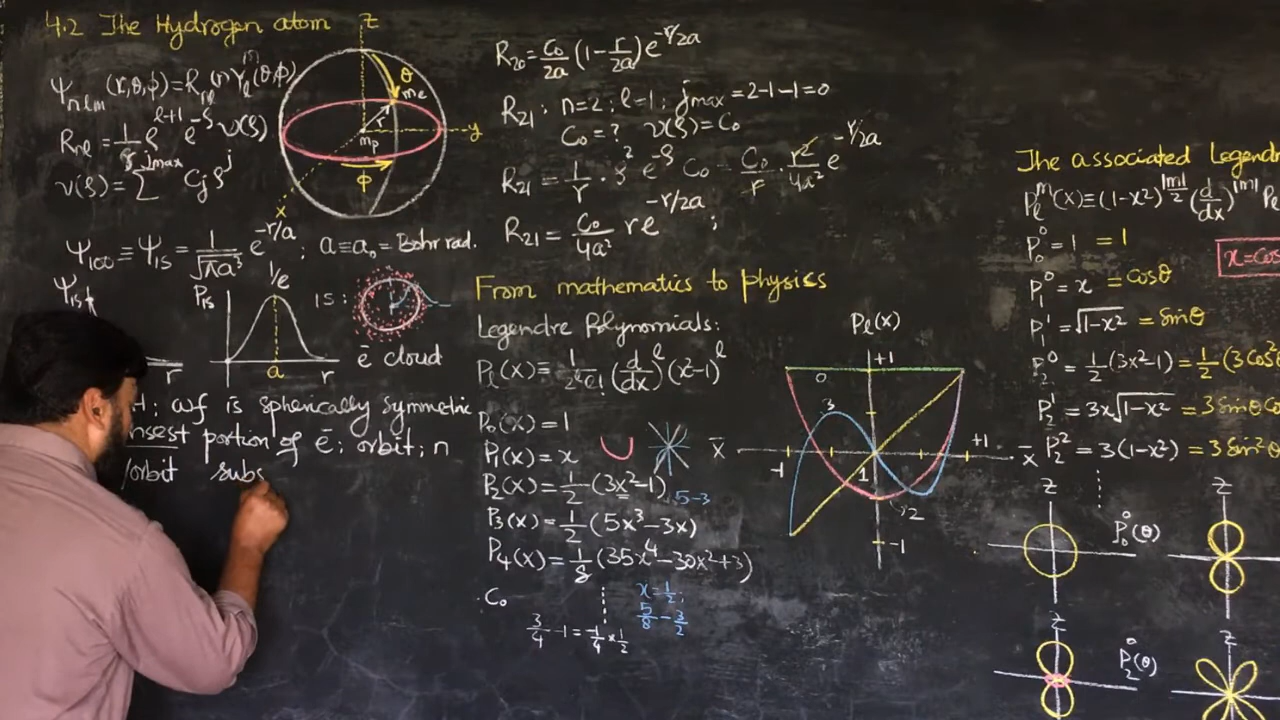 4.2 The Hydrogen atom
ψnlm(r,θ,φ)=Rnl(r)Yl^m(θ,φ)
Rnl = 1/r ρ^(l+1) e^-ρ v(ρ)
v(ρ)=Σ^jmax Cj ρ^j
z
θ
me
r
mp
y
φ
x
ψ100 ≡ ψ1s = 1/√(πa³) e^(-r/a) ; a≡a₀ = Bohr rad.
ψ1s
r
P1s
1/e
a
r
1s :
ē cloud
: wf is spherically symmetric
nsest portion of ē; orbit; n
/orbit subs
R20 = C0/2a (1 - r/2a) e^(-r/2a)
R21 : n=2 ; l=1 ; jmax = 2-1-1=0
C0 = ? v(ρ) = C0
R21 = 1/r · ρ² e^-ρ C0 = C0/r · r²/4a² e^(-r/2a)
R21 = C0/4a² r e^(-r/2a) ;
From mathematics to physics
Legendre Polynomials:
Pl(x) ≡ 1/(2^l l!) (d/dx)^l (x²-1)^l
P0(x) = 1
P1(x) = x
P2(x) = 1/2 (3x²-1)
5-3
P3(x) = 1/2 (5x³-3x)
P4(x) = 1/8 (35x⁴-30x²+3)
C0
3/4 - 1 = -1/4 × 1/2
x = 1/2 ;
5/8 - 3/2
Pl(x)
+1
0
3
x̄
-1
+1
x̄
1
2
-1
The associated Legendr
Pl^m(x) ≡ (1-x²)^(|m|/2) (d/dx)^|m| Pl
P0^0 = 1 = 1
x = Cos
P1^0 = x = Cosθ
P1^1 = √(1-x²) = Sinθ
P2^0 = 1/2 (3x²-1) = 1/2 (3Cos²
P2^1 = 3x√(1-x²) = 3Sinθ Co
P2^2 = 3(1-x²) = 3Sin²θ
z
P0^0(θ)
z
z
P2^0(θ)
z